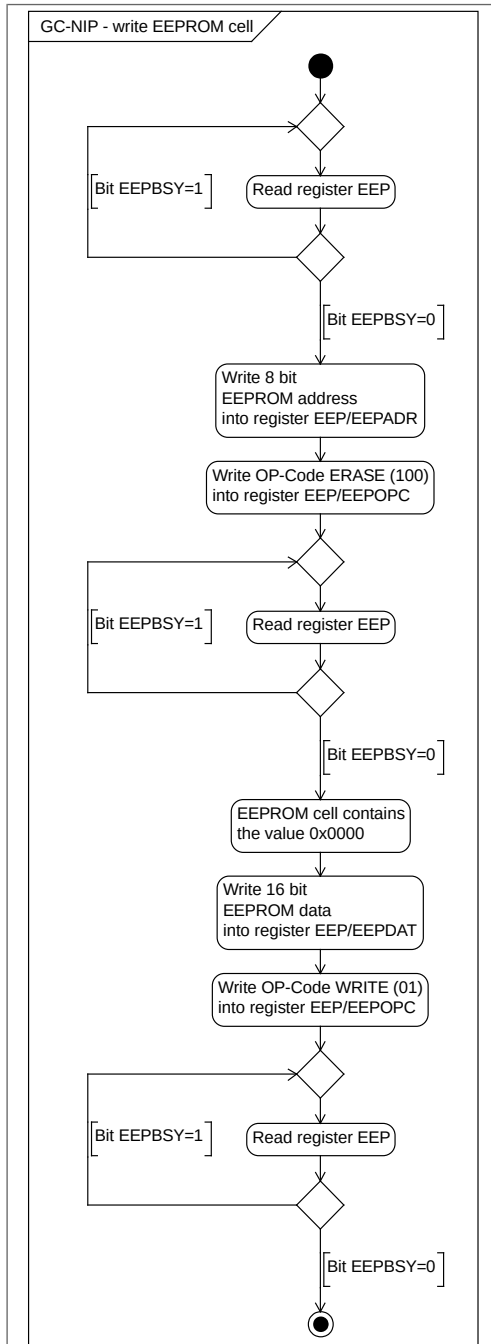 GC-NIP - write EEPROM cell
Bit EEPBSY=1
Read register EEP
Bit EEPBSY=0
Write 8 bit
EEPROM address
into register EEP/EEPADR
Write OP-Code ERASE (100)
into register EEP/EEPOPC
Bit EEPBSY=1
Read register EEP
Bit EEPBSY=0
EEPROM cell contains
the value 0x0000
Write 16 bit
EEPROM data
into register EEP/EEPDAT
Write OP-Code WRITE (01)
into register EEP/EEPOPC
Bit EEPBSY=1
Read register EEP
Bit EEPBSY=0